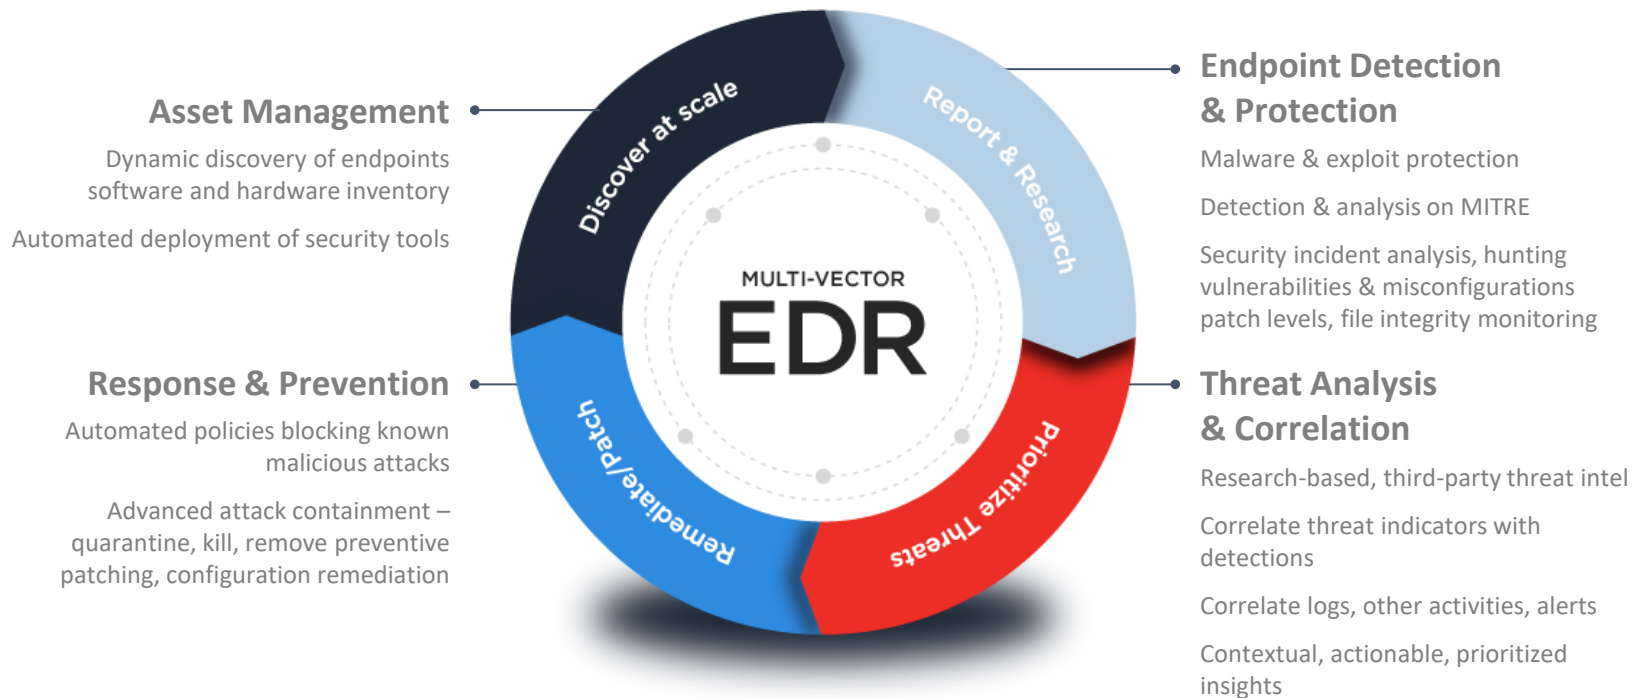 Asset Management
Dynamic discovery of endpoints
software and hardware inventory
Automated deployment of security tools
Response & Prevention
Automated policies blocking known
malicious attacks
Advanced attack containment –
quarantine, kill, remove preventive
patching, configuration remediation
Discover at scale
Report & Research
Prioritize Threats
Remediate/Patch
MULTI-VECTOR
EDR
Endpoint Detection
& Protection
Malware & exploit protection
Detection & analysis on MITRE
Security incident analysis, hunting
vulnerabilities & misconfigurations
patch levels, file integrity monitoring
Threat Analysis
& Correlation
Research-based, third-party threat intel
Correlate threat indicators with
detections
Correlate logs, other activities, alerts
Contextual, actionable, prioritized
insights